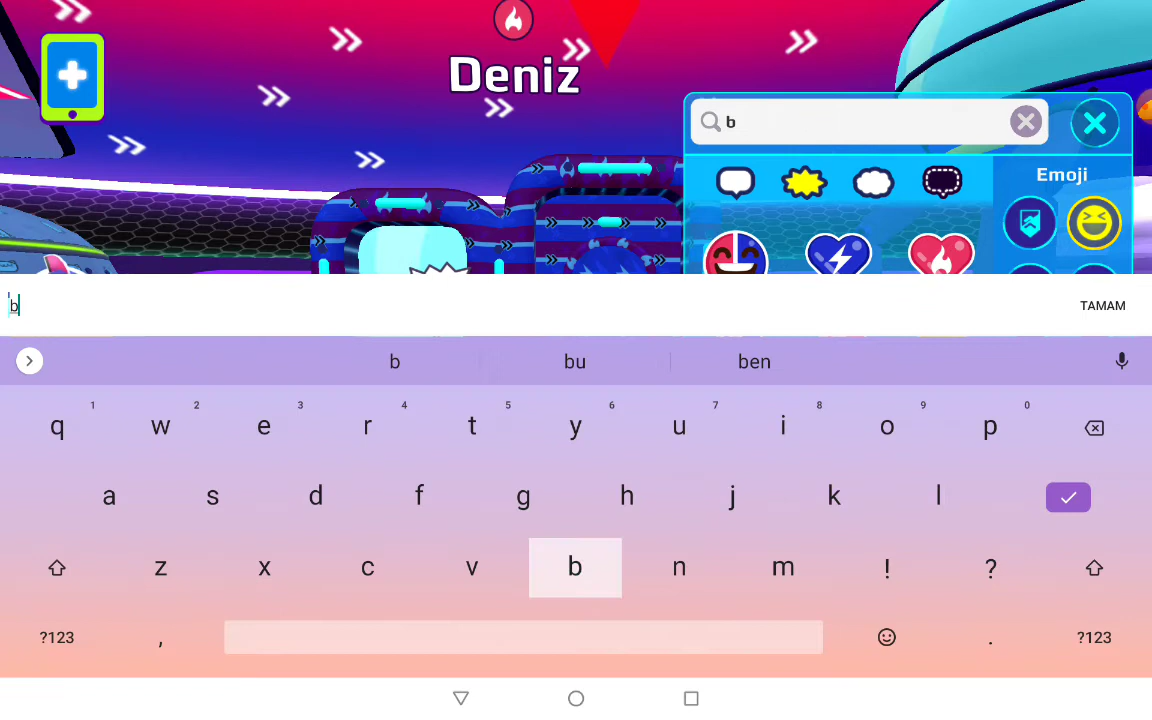 Deniz
b
Emoji
b
TAMAM
b bu ben
1 2 3 4 5 6 7 8 9 0
q w e r t y u i o p
a s d f g h j k l
z x c v b n m ! ?
?123 , . ?123